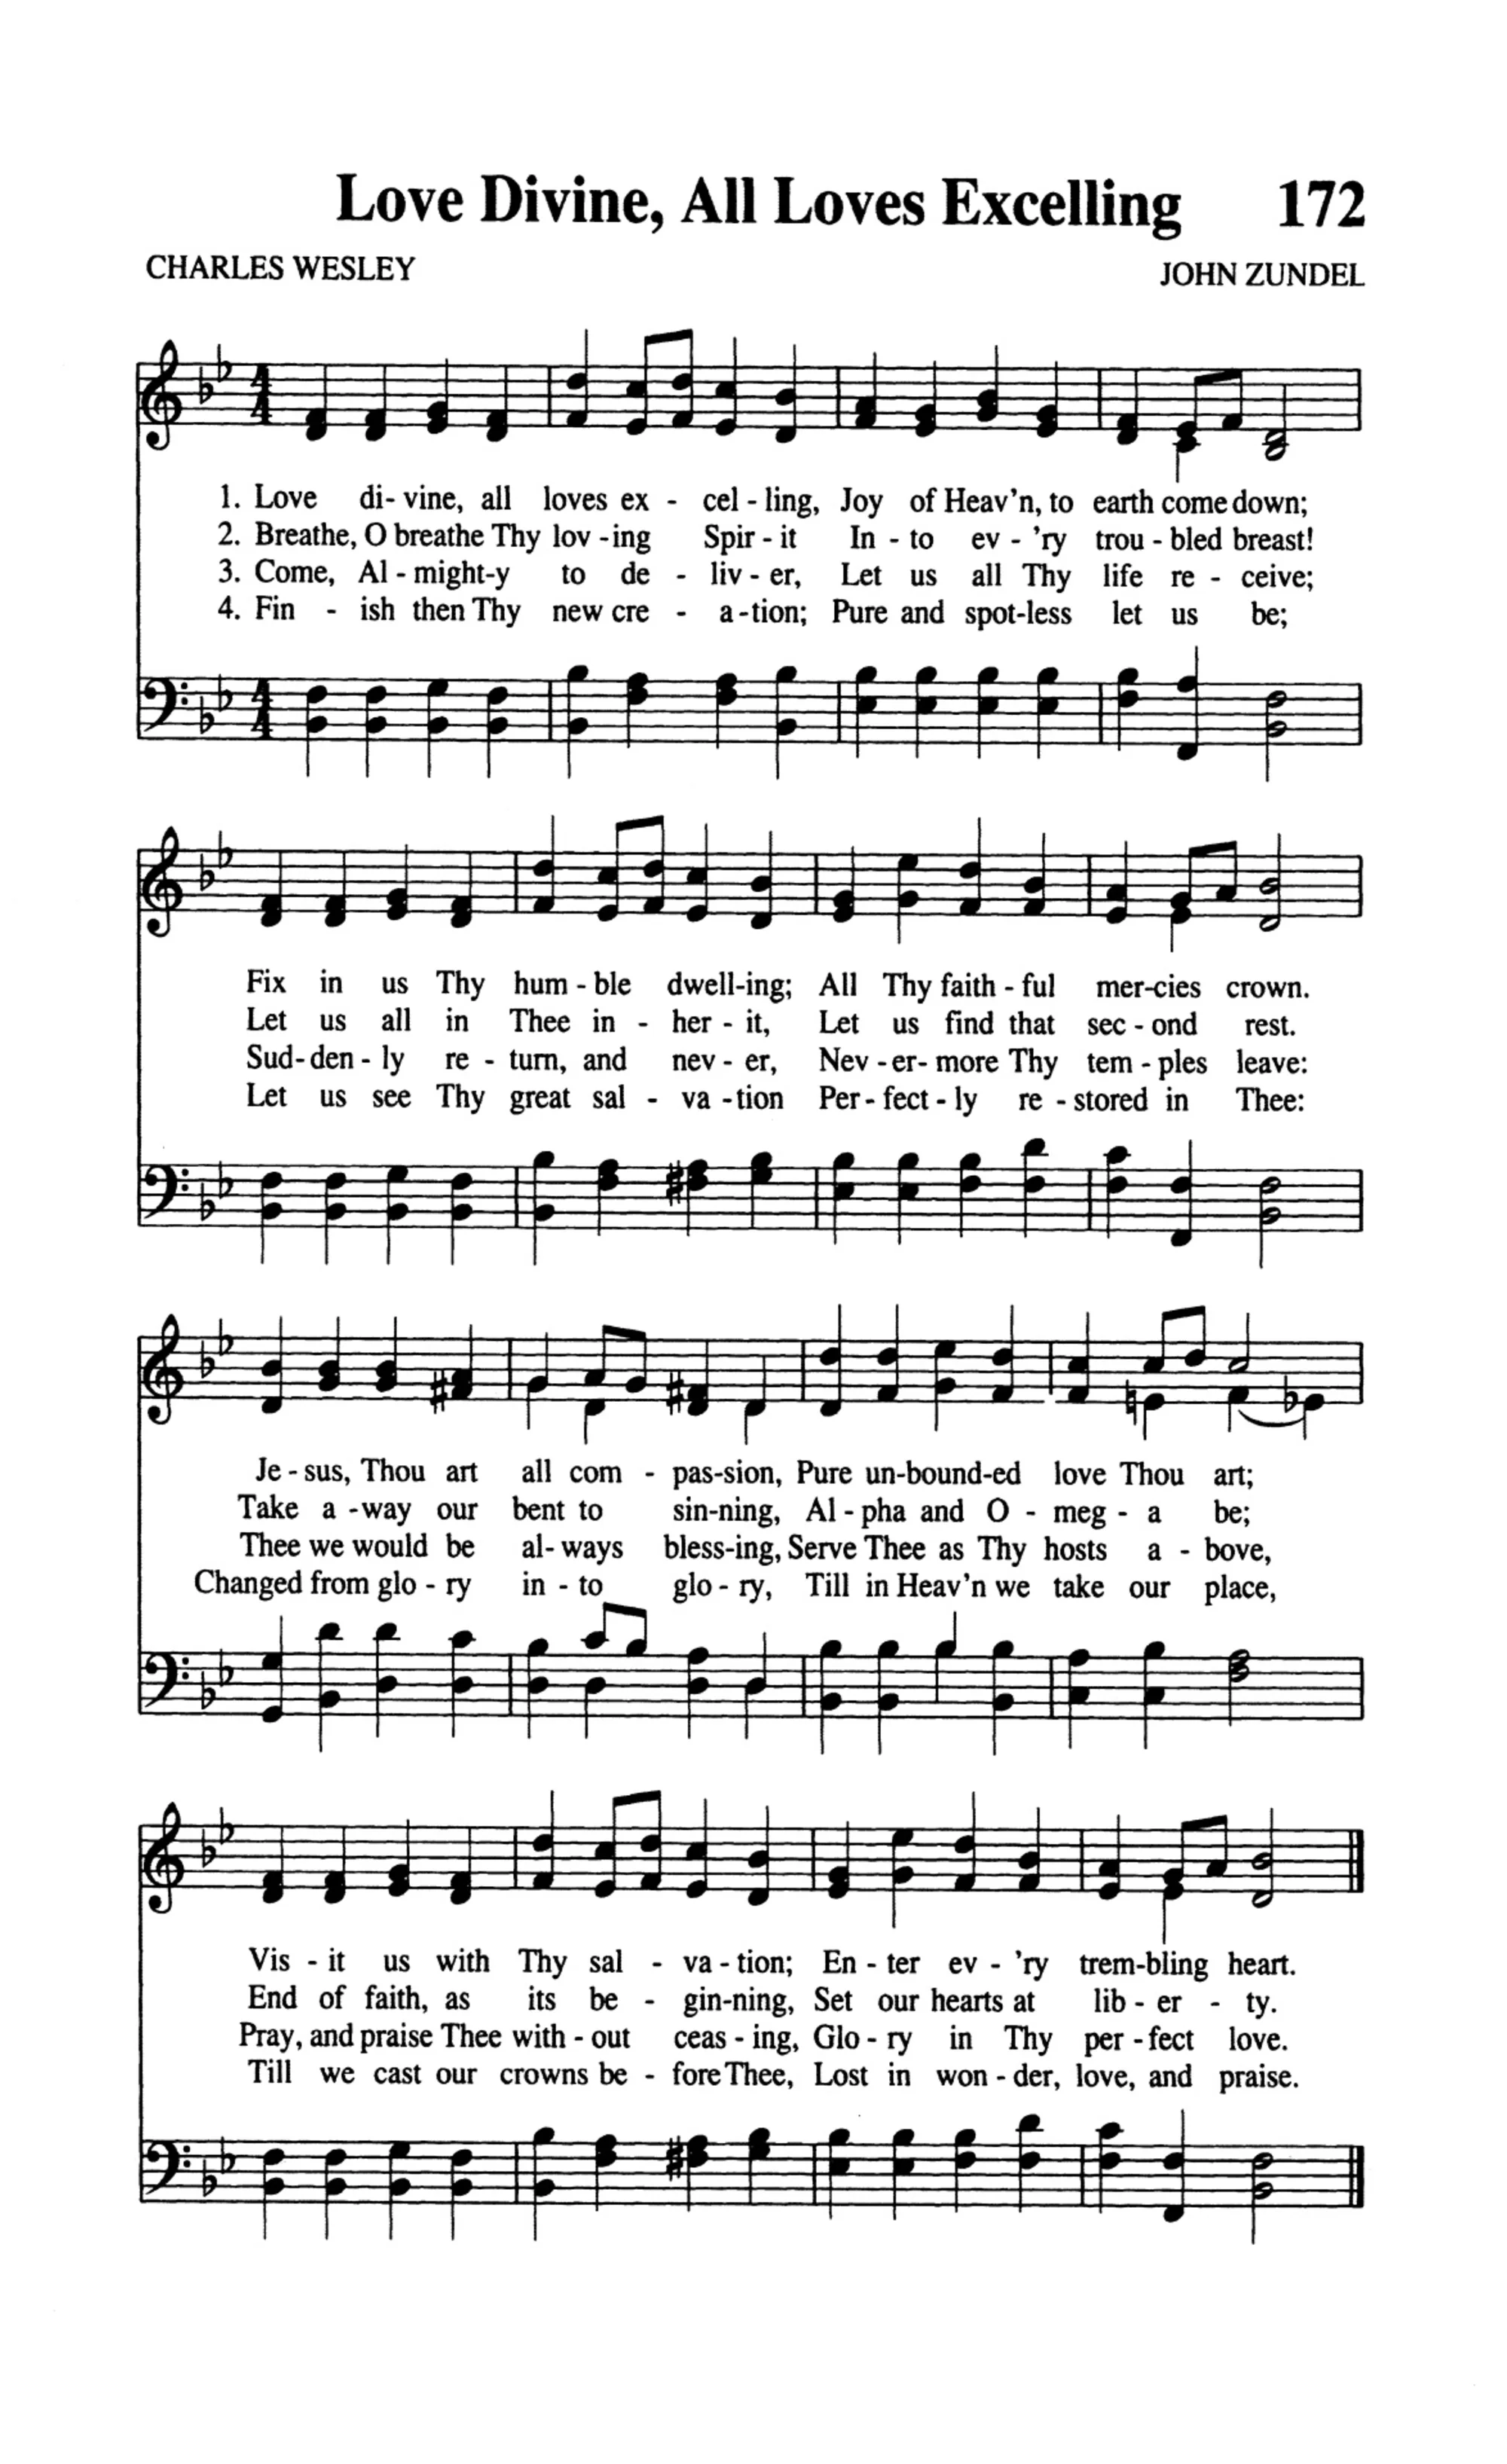 Love Divine, All Loves Excelling 172
CHARLES WESLEY JOHN ZUNDEL
1. Love di- vine, all loves ex - cel - ling, Joy of Heav'n, to earth come down;
2. Breathe, O breathe Thy lov - ing Spir - it In - to ev - 'ry trou - bled breast!
3. Come, Al - might-y to de - liv - er, Let us all Thy life re - ceive;
4. Fin - ish then Thy new cre - a - tion; Pure and spot-less let us be;
Fix in us Thy hum - ble dwell-ing; All Thy faith - ful mer-cies crown.
Let us all in Thee in - her - it, Let us find that sec - ond rest.
Sud- den - ly re - turn, and nev - er, Nev - er- more Thy tem - ples leave:
Let us see Thy great sal - va - tion Per - fect - ly re - stored in Thee:
Je - sus, Thou art all com - pas-sion, Pure un-bound-ed love Thou art;
Take a - way our bent to sin-ning, Al - pha and O - meg - a be;
Thee we would be al- ways bless-ing, Serve Thee as Thy hosts a - bove,
Changed from glo - ry in - to glo - ry, Till in Heav'n we take our place,
Vis - it us with Thy sal - va - tion; En - ter ev - 'ry trem-bling heart.
End of faith, as its be - gin-ning, Set our hearts at lib - er - ty.
Pray, and praise Thee with - out ceas - ing, Glo - ry in Thy per - fect love.
Till we cast our crowns be - fore Thee, Lost in won - der, love, and praise.